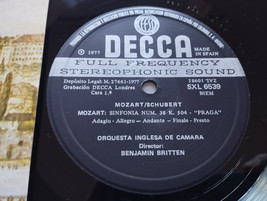 DECCA
℗ 1977
MADE IN SPAIN
FULL FREQUENCY
STEREOPHONIC SOUND
Depósito Legal M. 27661-1977
Grabación DECCA Londres
Cara 1.ª
SXL 6539
BIEM
MOZART/SCHUBERT
MOZART: SINFONIA NUM. 38 K. 504 - "PRAGA"
Adagio - Allegro - Andante - Finale - Presto
ORQUESTA INGLESA DE CAMARA
Director:
BENJAMIN BRITTEN